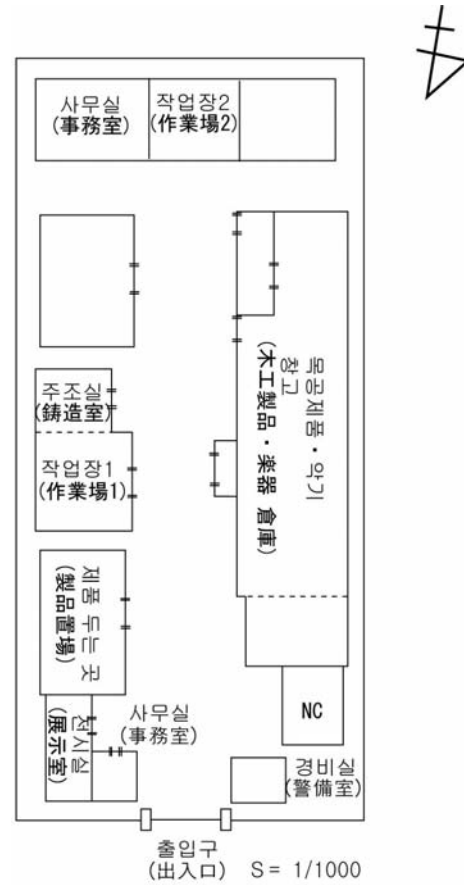 사무실
(事務室)
작업장2
(作業場2)
목공제품・악기
창고
(木工製品・楽器 倉庫)
주조실
(鋳造室)
작업장1
(作業場1)
제품 두는 곳
(製品置場)
전시실
(展示室)
사무실
(事務室)
NC
경비실
(警備室)
출입구
(出入口)
S= 1/1000